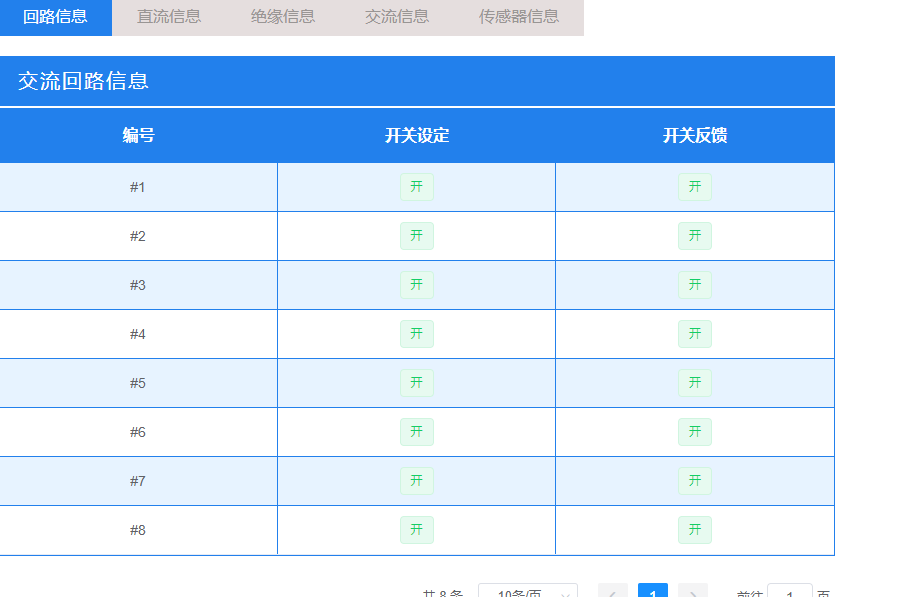 回路信息 直流信息 绝缘信息 交流信息 传感器信息
交流回路信息
编号 开关设定 开关反馈
#1 开 开
#2 开 开
#3 开 开
#4 开 开
#5 开 开
#6 开 开
#7 开 开
#8 开 开
共 8 条 10条/页 1 前往 1 页